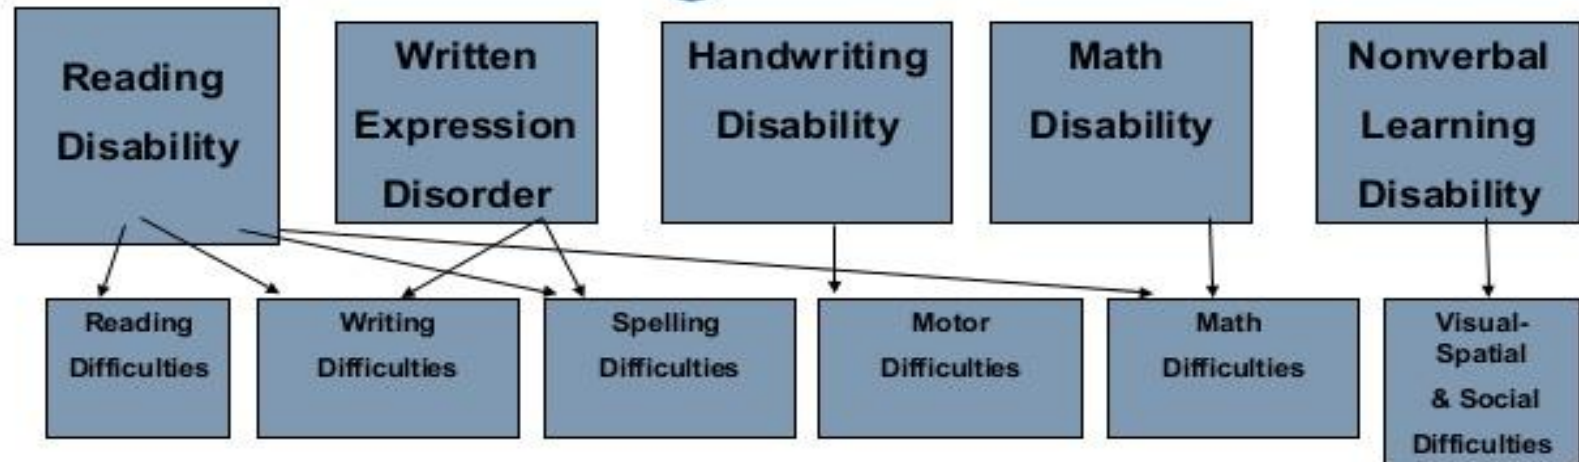 Reading
Disability
Written
Expression
Disorder
Handwriting
Disability
Math
Disability
Nonverbal
Learning
Disability
Reading
Difficulties
Writing
Difficulties
Spelling
Difficulties
Motor
Difficulties
Math
Difficulties
Visual-
Spatial
& Social
Difficulties